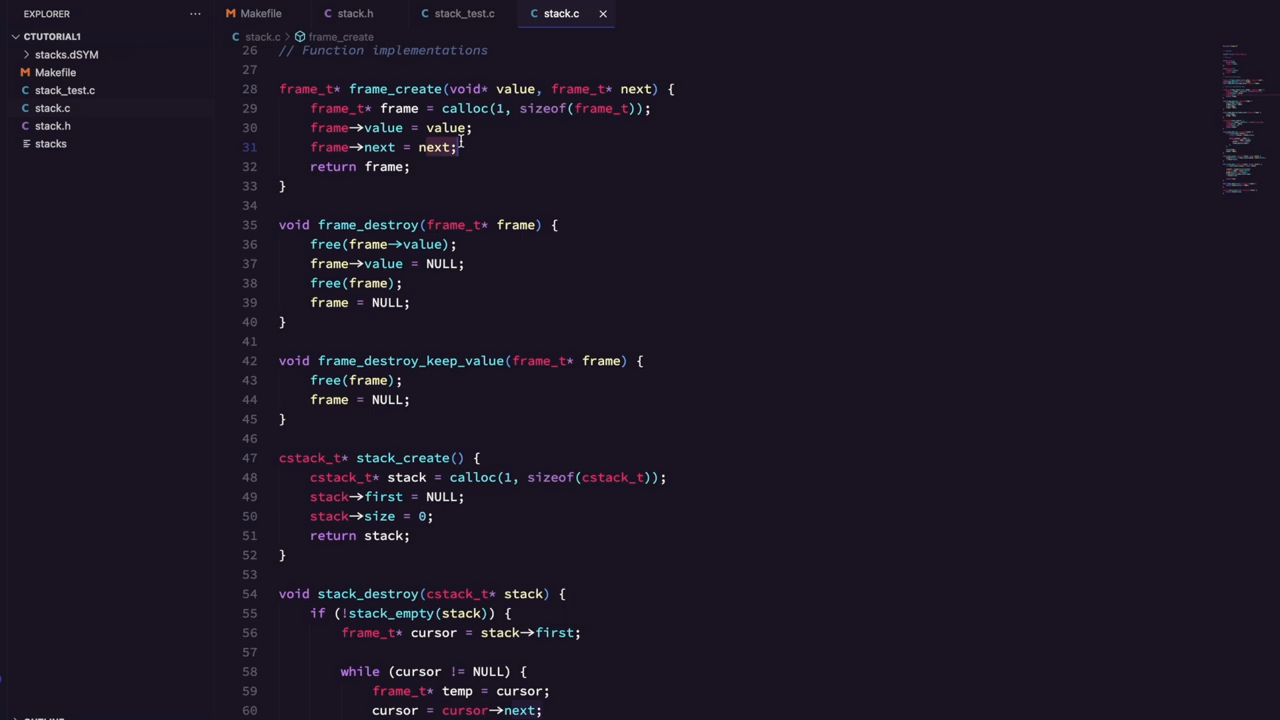 EXPLORER
...
CTUTORIAL1
stacks.dSYM
Makefile
stack_test.c
stack.c
stack.h
stacks
Makefile
stack.h
stack_test.c
stack.c
stack.c > frame_create
26 // Function implementations
27
28 frame_t* frame_create(void* value, frame_t* next) {
29 frame_t* frame = calloc(1, sizeof(frame_t));
30 frame->value = value;
31 frame->next = next;
32 return frame;
33 }
34
35 void frame_destroy(frame_t* frame) {
36 free(frame->value);
37 frame->value = NULL;
38 free(frame);
39 frame = NULL;
40 }
41
42 void frame_destroy_keep_value(frame_t* frame) {
43 free(frame);
44 frame = NULL;
45 }
46
47 cstack_t* stack_create() {
48 cstack_t* stack = calloc(1, sizeof(cstack_t));
49 stack->first = NULL;
50 stack->size = 0;
51 return stack;
52 }
53
54 void stack_destroy(cstack_t* stack) {
55 if (!stack_empty(stack)) {
56 frame_t* cursor = stack->first;
57
58 while (cursor != NULL) {
59 frame_t* temp = cursor;
60 cursor = cursor->next;